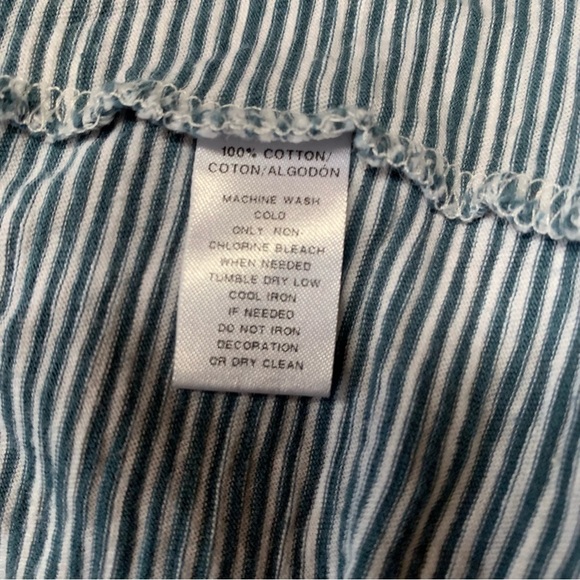 100% COTTON/
COTON/ALGODÓN
MACHINE WASH
COLD
ONLY NON-
CHLORINE BLEACH
WHEN NEEDED
TUMBLE DRY LOW
COOL IRON
IF NEEDED
DO NOT IRON
DECORATION
OR DRY CLEAN